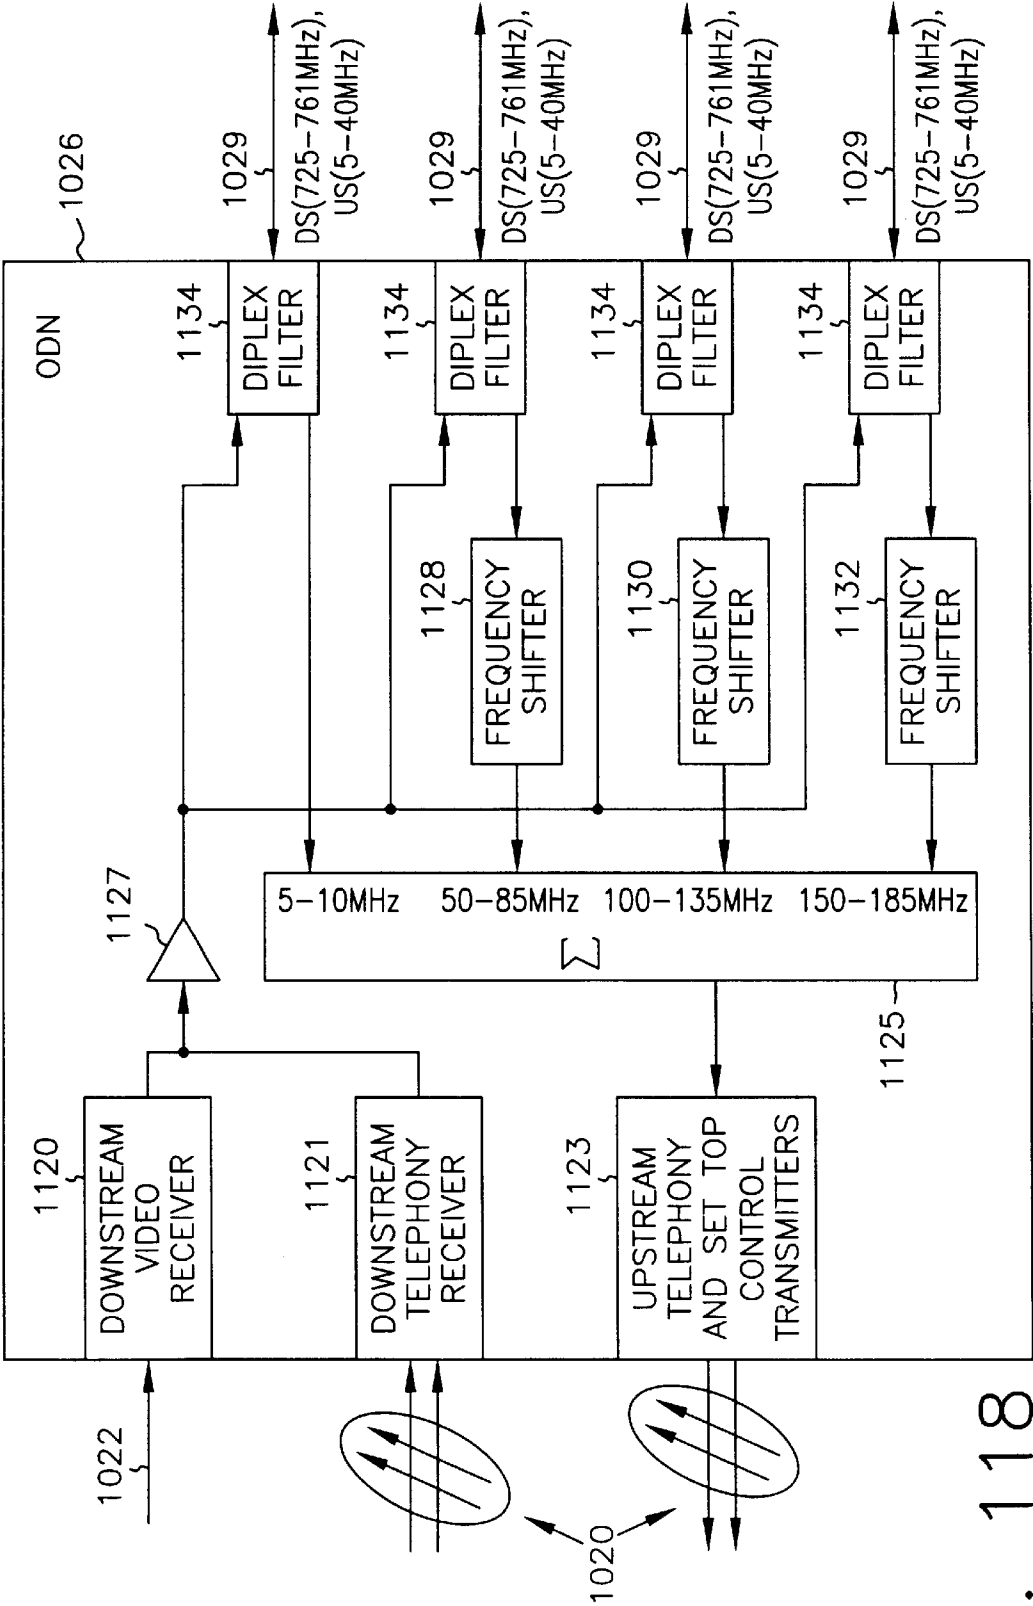 1022
1020
1120
DOWNSTREAM
VIDEO
RECEIVER
1121
DOWNSTREAM
TELEPHONY
RECEIVER
1123
UPSTREAM
TELEPHONY
AND SET TOP
CONTROL
TRANSMITTERS
1127
5-10MHz
50-85MHz
100-135MHz
150-185MHz
Σ
1125
1128
FREQUENCY
SHIFTER
1130
FREQUENCY
SHIFTER
1132
FREQUENCY
SHIFTER
ODN
1026
1134
DIPLEX
FILTER
1134
DIPLEX
FILTER
1134
DIPLEX
FILTER
1134
DIPLEX
FILTER
1029
DS(725-761MHz),
US(5-40MHz)
1029
DS(725-761MHz),
US(5-40MHz)
1029
DS(725-761MHz),
US(5-40MHz)
1029
DS(725-761MHz),
US(5-40MHz)
. 118